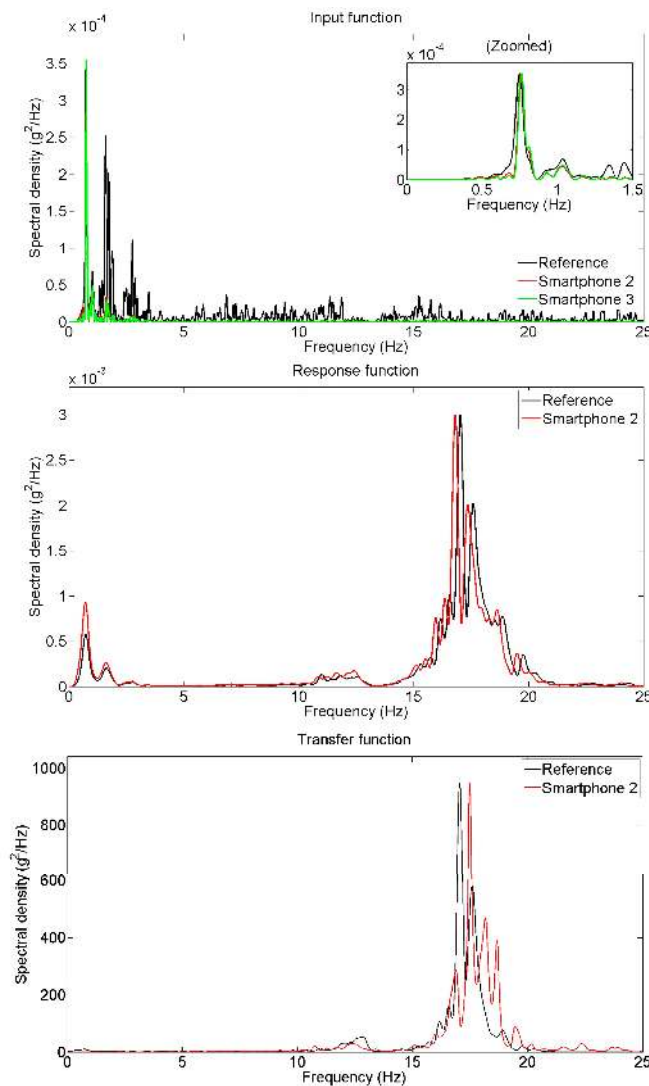 Input function
x 10^-4
(Zoomed)
x 10^-4
Spectral density (g^2/Hz)
3.5
3
2.5
2
1.5
1
0.5
0
3
2
1
0
0 0.5 1 1.5
Frequency (Hz)
Reference
Smartphone 2
Smartphone 3
0 5 10 15 20 25
Frequency (Hz)
Response function
x 10^-3
Spectral density (g^2/Hz)
3
2.5
2
1.5
1
0.5
0
Reference
Smartphone 2
0 5 10 15 20 25
Frequency (Hz)
Transfer function
Spectral density (g^2/Hz)
1000
800
600
400
200
0
Reference
Smartphone 2
0 5 10 15 20 25
Frequency (Hz)